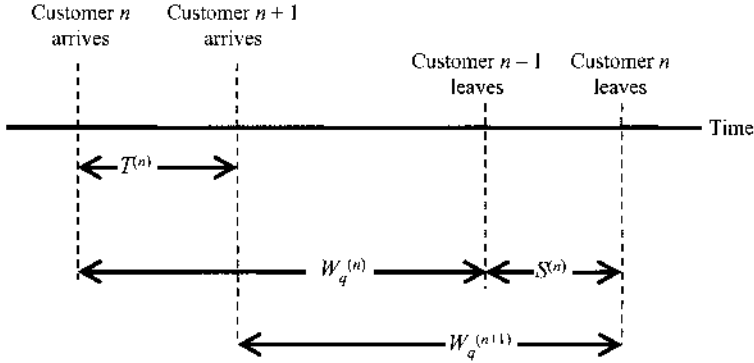 Customer n
arrives
Customer n + 1
arrives
Customer n − 1
leaves
Customer n
leaves
Time
T^(n)
W_q^(n)
S^(n)
W_q^(n+1)